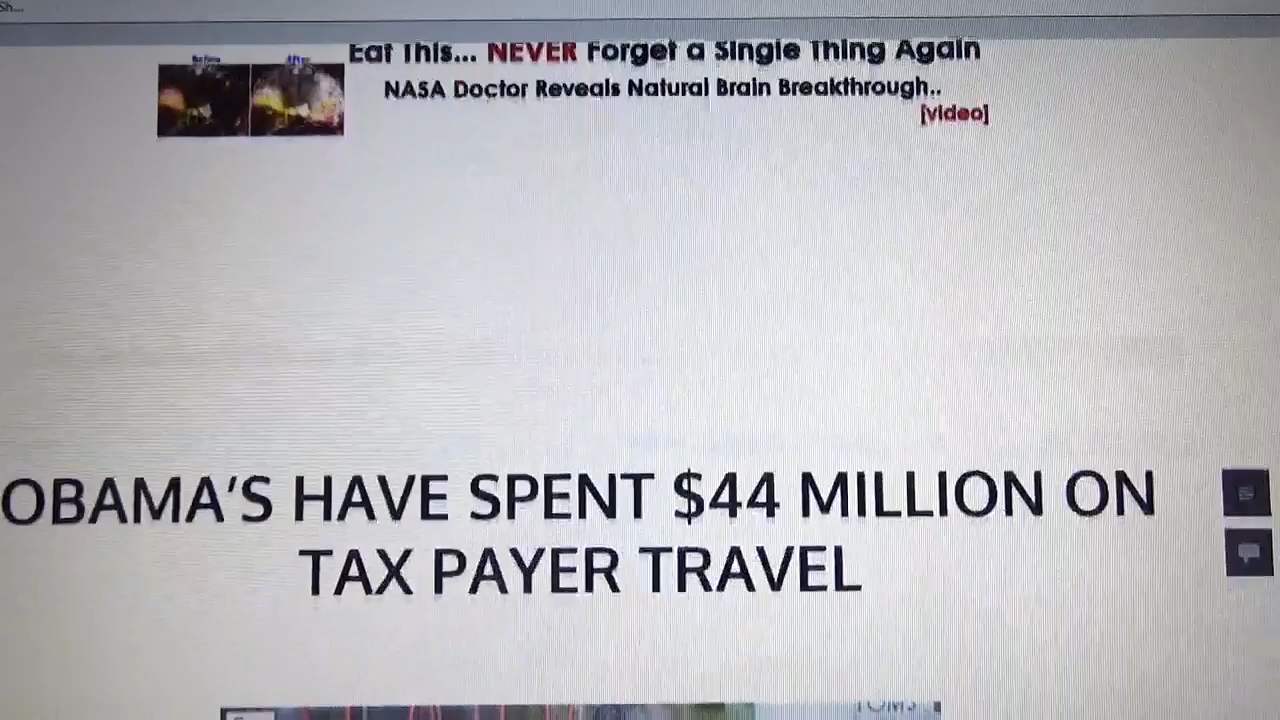 Sh...
Eat This... NEVER Forget a Single Thing Again
NASA Doctor Reveals Natural Brain Breakthrough..
[video]
OBAMA'S HAVE SPENT $44 MILLION ON
TAX PAYER TRAVEL